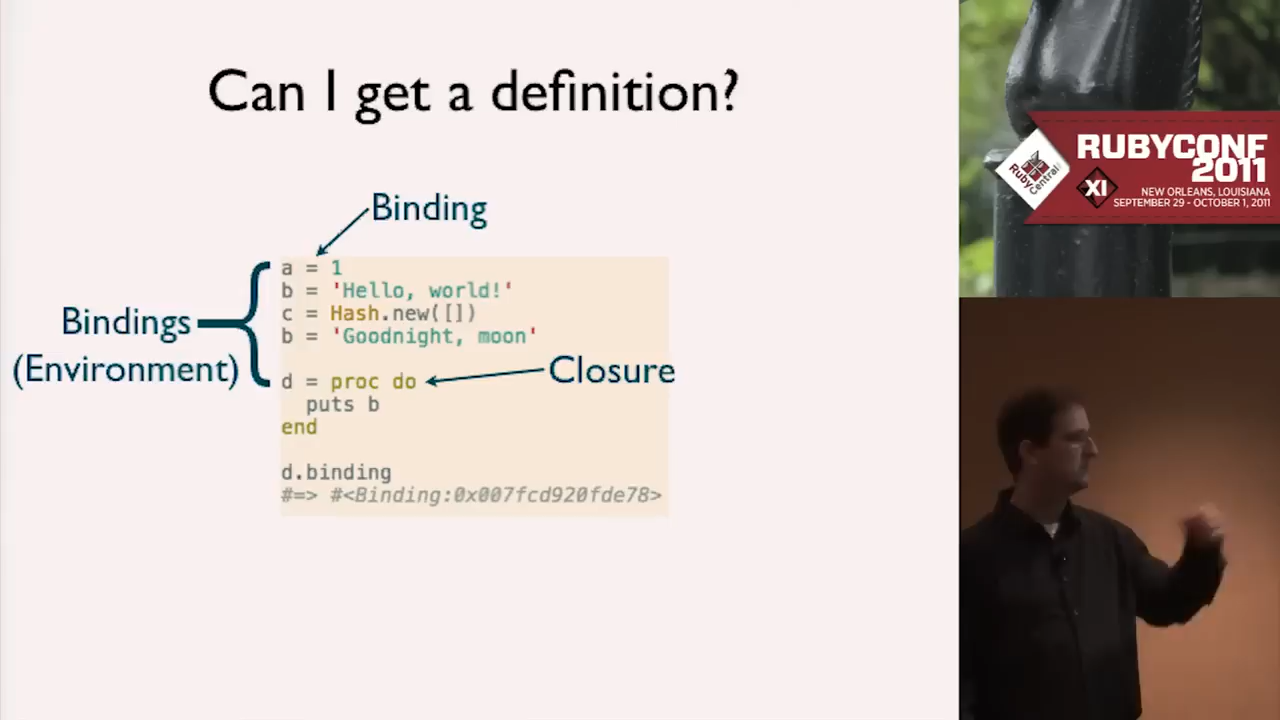 Can I get a definition?
Binding
Bindings
(Environment)
a = 1
b = 'Hello, world!'
c = Hash.new([])
b = 'Goodnight, moon'
d = proc do
  puts b
end
d.binding
#=> #<Binding:0x007fcd920fde78>
Closure
RubyCentral
XI
RUBYCONF
2011
NEW ORLEANS, LOUISIANA
SEPTEMBER 29 - OCTOBER 1, 2011